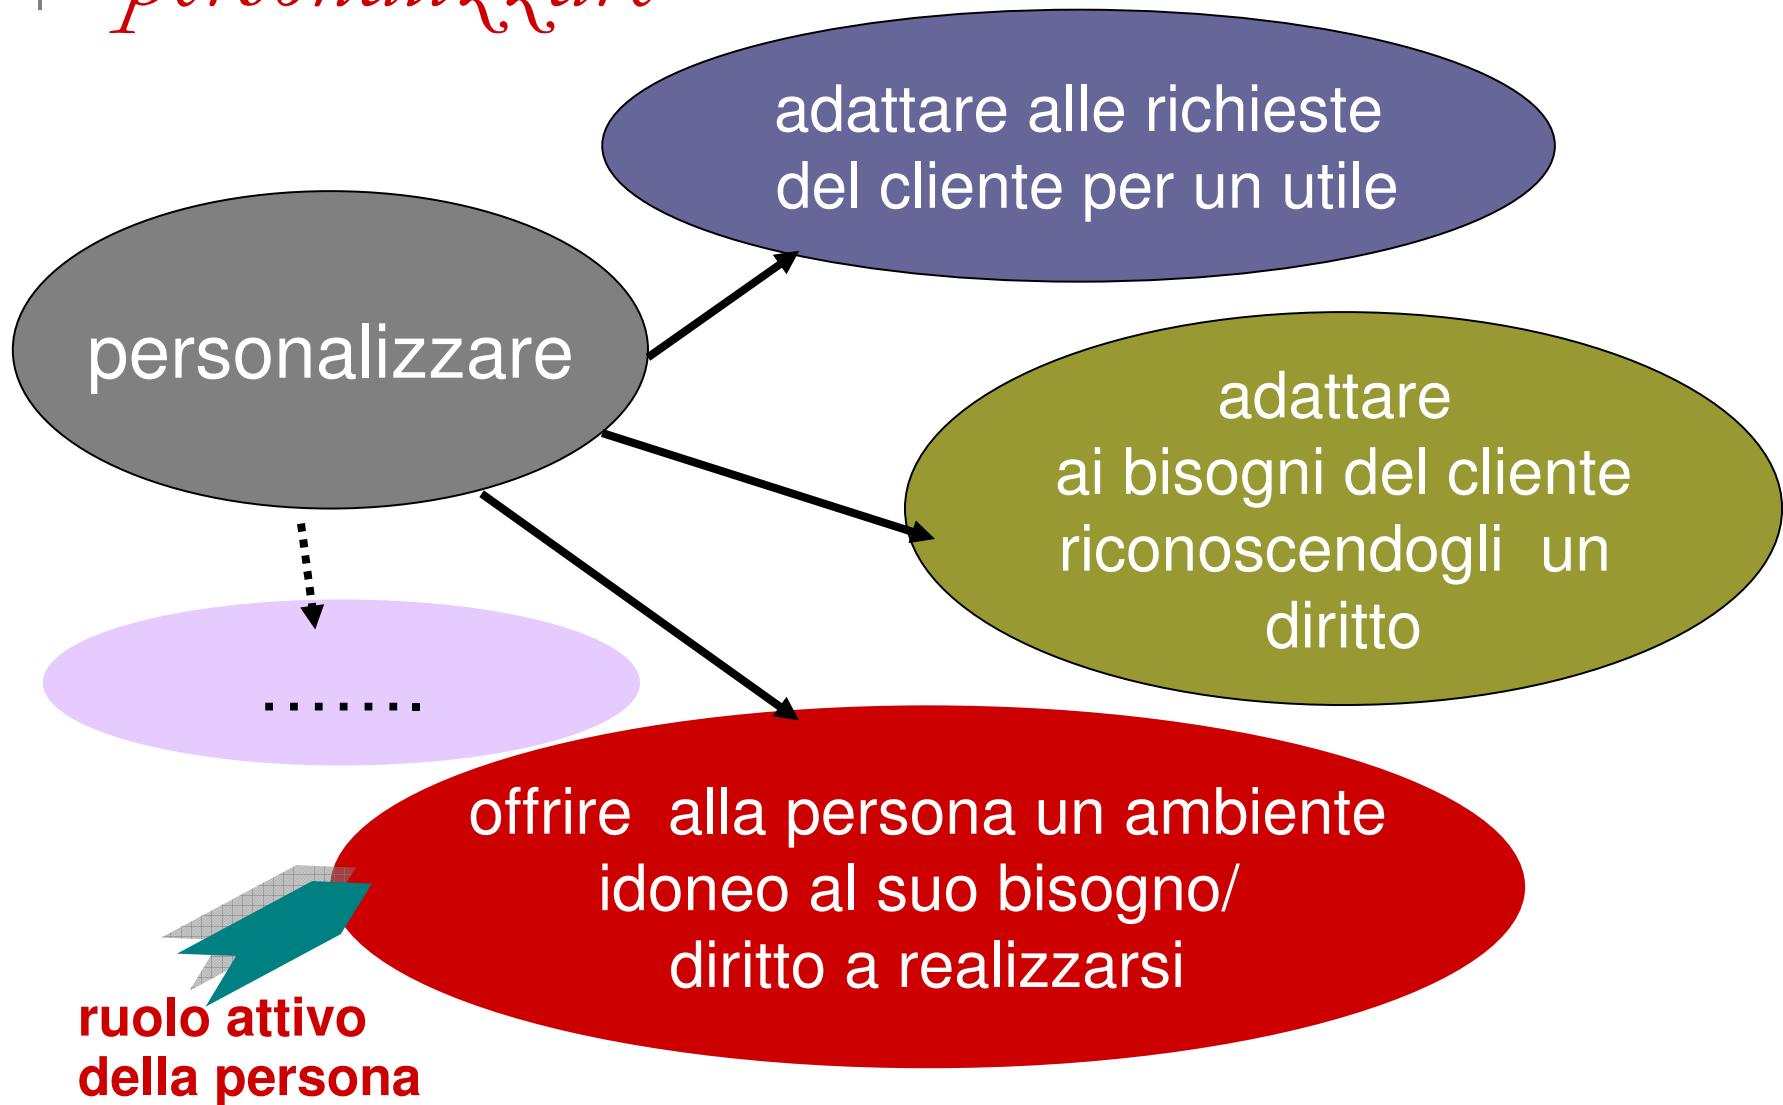 personalizzare
adattare alle richieste
del cliente per un utile
personalizzare
adattare
ai bisogni del cliente
riconoscendogli un
diritto
.......
offrire alla persona un ambiente
idoneo al suo bisogno/
diritto a realizzarsi
ruolo attivo
della persona